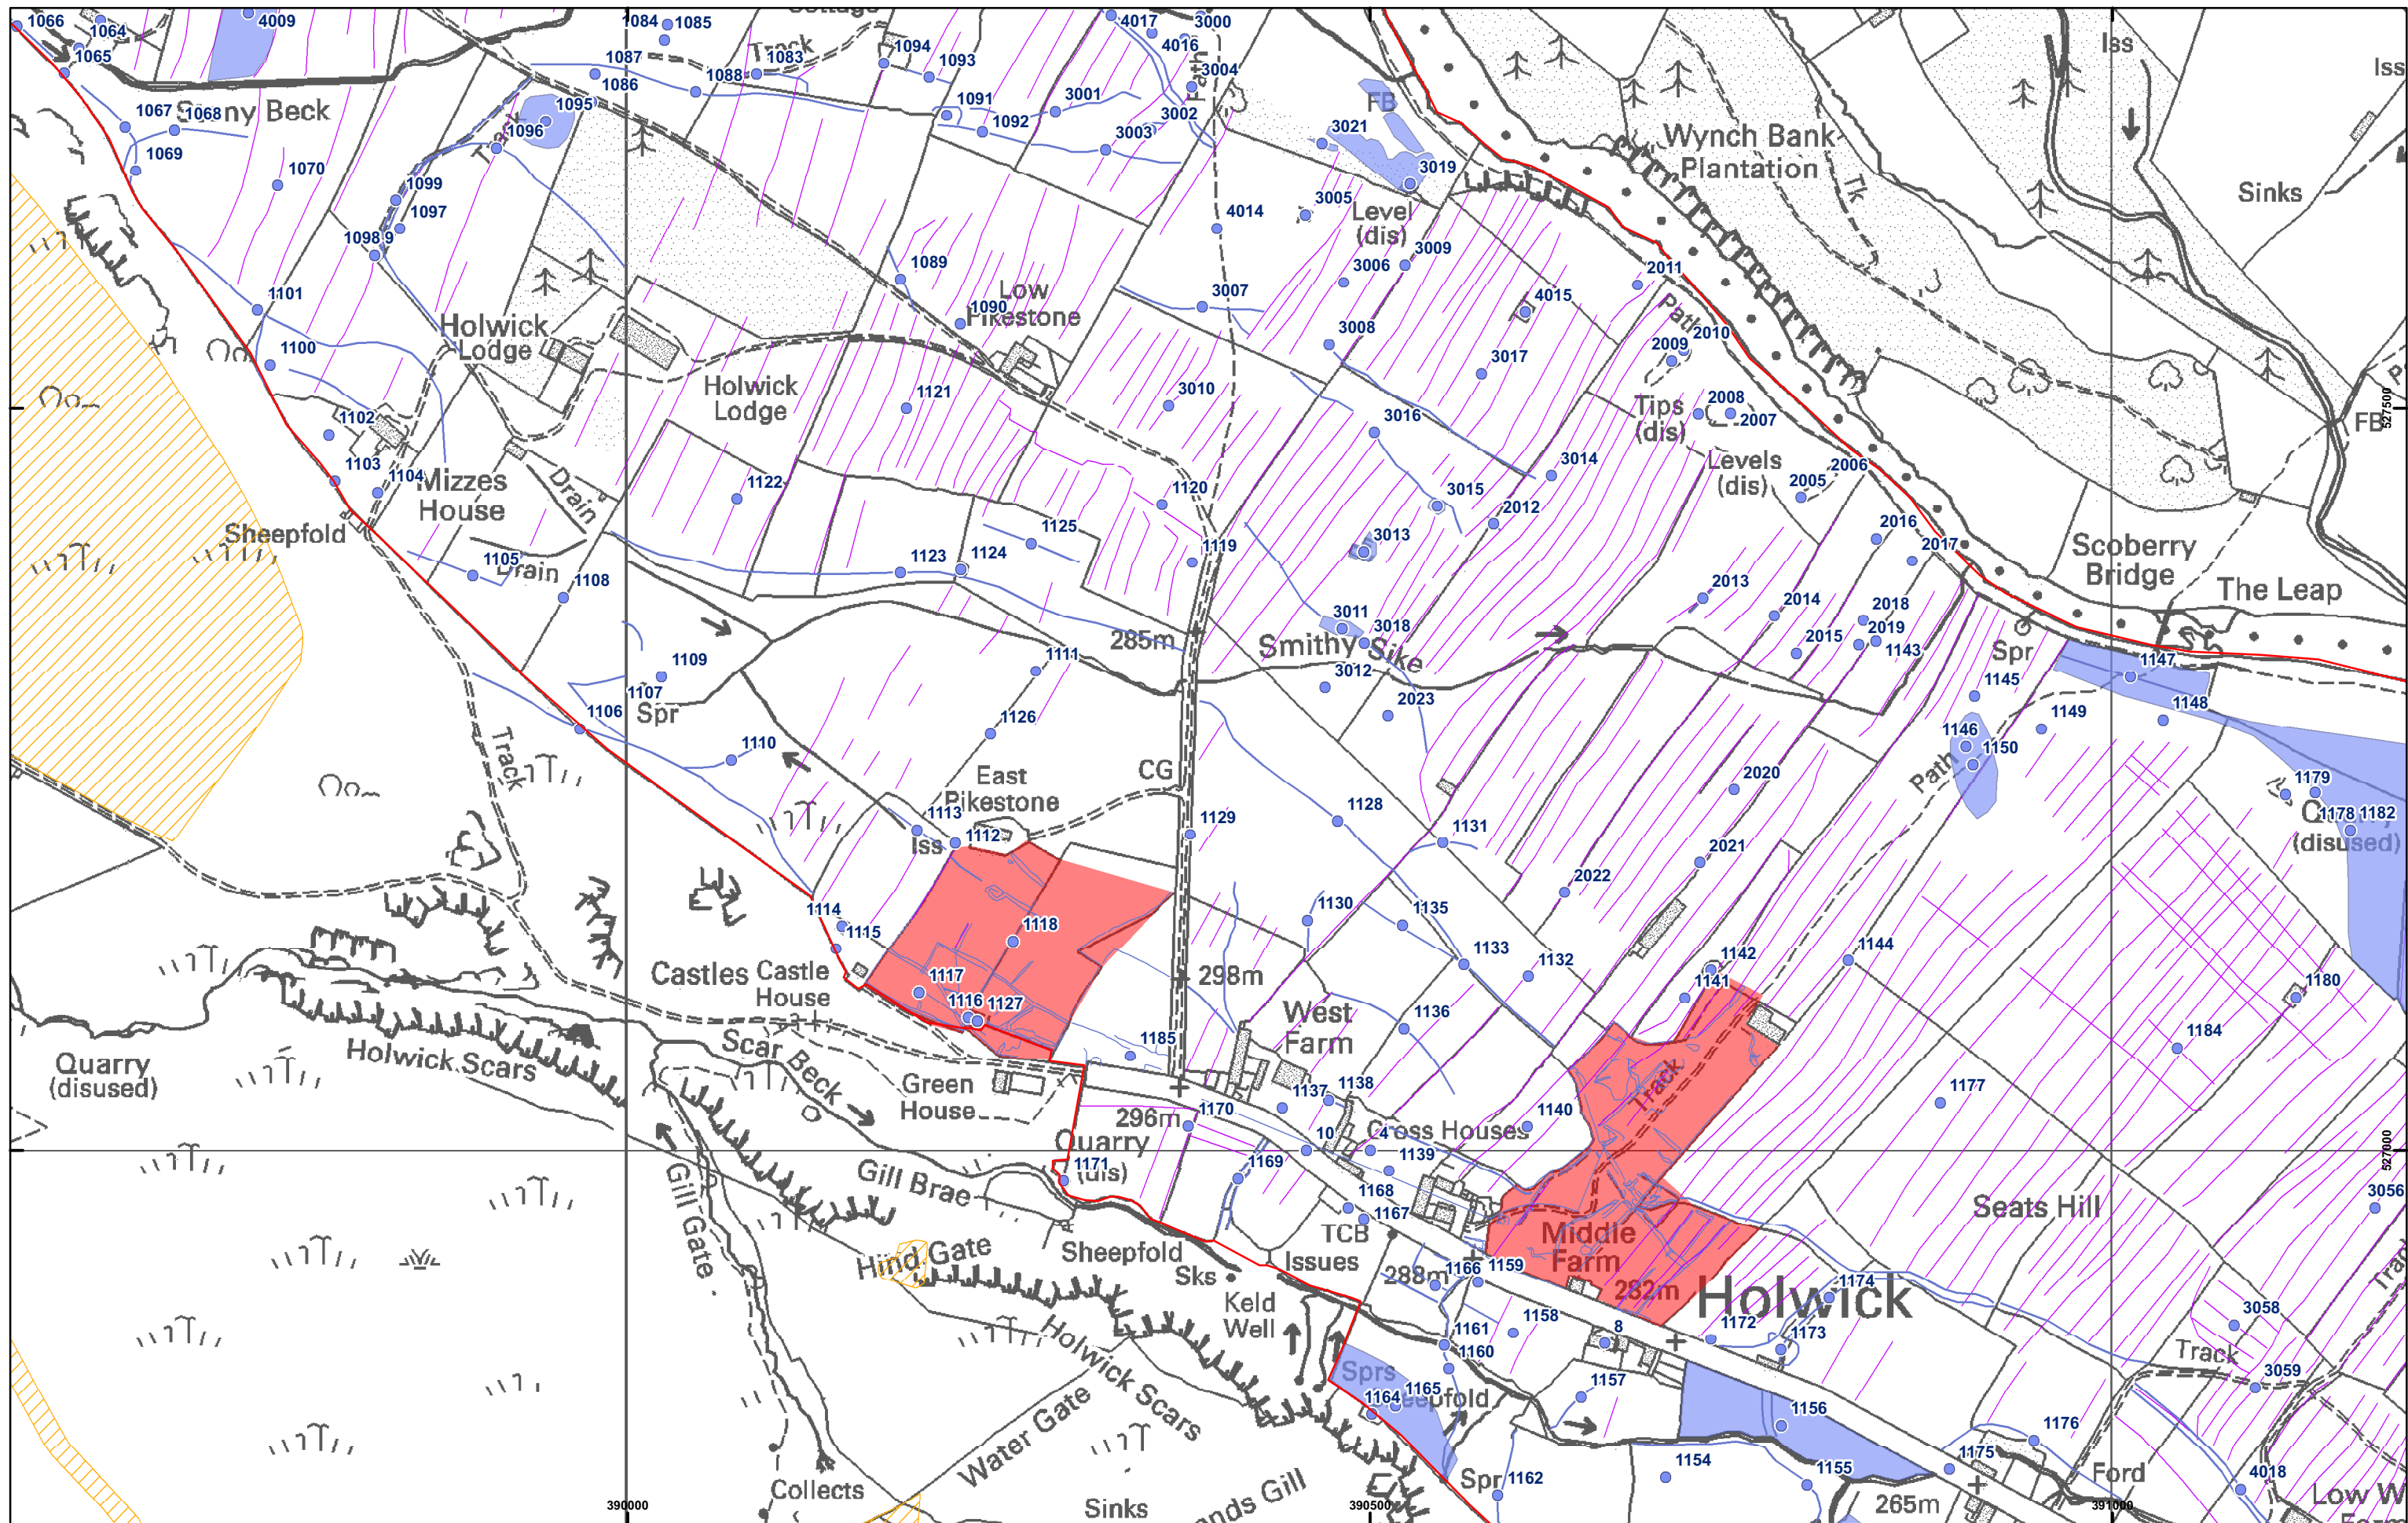 1066
1064
1065
4009
1084
1085
Cottage
Track
1087
1083
1094
1093
1088
1086
4017
3000
4016
Path
3004
Iss
Iss
1067
1068
Sunny Beck
1095
1096
Track
1091
3001
1092
3002
3003
FB
3021
Wynch Bank
Plantation
Tk
Sinks
1069
1070
1099
1097
1098
9
4014
3019
3005
Level
(dis)
3009
3006
2011
1089
Low
Pikestone
1090
3007
4015
Path
2010
2009
3008
3017
1101
1100
Holwick
Lodge
Holwick
Lodge
1121
3010
3016
Tips
(dis)
2008
2007
527500
FB
1102
1103
1104
Mizzes
House
Drain
1122
1120
3014
Levels
(dis)
2006
2005
3015
2012
Sheepfold
1105
Drain
1108
1123
1124
1125
1119
3013
2016
2017
Scoberry
Bridge
The Leap
2013
2014
2018
2019
2015
1143
285m
3011
3018
Smithy Sike
3012
Spr
1147
1109
1107
Spr
1106
1111
1126
2023
1145
1148
1149
1146
1150
Path
Track
1110
East
Pikestone
CG
2020
1179
1178
1182
(disused)
1113
1112
Iss
1129
1128
1131
2021
2022
1114
1115
1118
1130
1135
1133
1132
1142
1141
1144
1180
Castles
Castle
House
1117
1116
1127
298m
West
Farm
1136
1184
Quarry
(disused)
Holwick Scars
Scar Beck
Green
House
1185
1137
1138
1140
Track
1177
296m
1170
Quarry
(dis)
1171
10
4
Cross Houses
1139
1169
1168
1167
TCB
Gill Gate
Gill Brae
Sheepfold
Sks
Issues
Middle
Farm
282m
Seats Hill
3056
Track
Hind Gate
Keld
Well
288m
1166
1159
Holwick
1174
1172
1173
3058
1158
8
1161
1160
Holwick Scars
Sprs
1164
1165
1157
1156
Track
3059
Water Gate
1176
1175
Collects
Sinks
Spr
1162
1154
1155
265m
Ford
4018
Low W
390000
390500
391000
527000